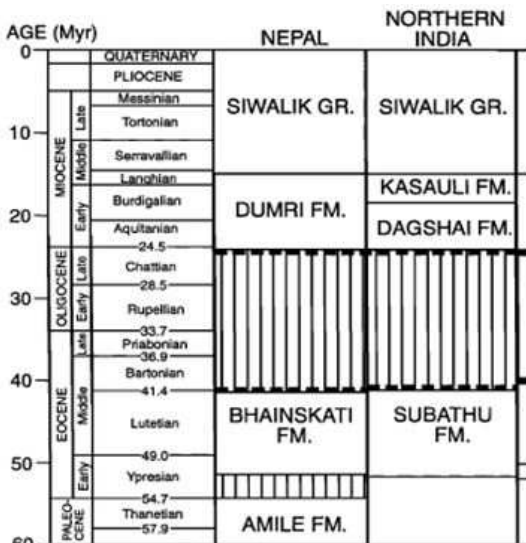 AGE (Myr)
NEPAL
NORTHERN
INDIA
0
10
20
30
40
50
60
MIOCENE
OLIGOCENE
EOCENE
PALEO-
CENE
Late
Middle
Early
Late
Early
Late
Middle
Early
QUATERNARY
PLIOCENE
Messinian
Tortonian
Serravallian
Langhian
Burdigalian
Aquitanian
24.5
Chattian
28.5
Rupellian
33.7
Priabonian
36.9
Bartonian
41.4
Lutetian
49.0
Ypresian
54.7
Thanetian
57.9
SIWALIK GR.
DUMRI FM.
BHAINSKATI
FM.
AMILE FM.
SIWALIK GR.
KASAULI FM.
DAGSHAI FM.
SUBATHU
FM.